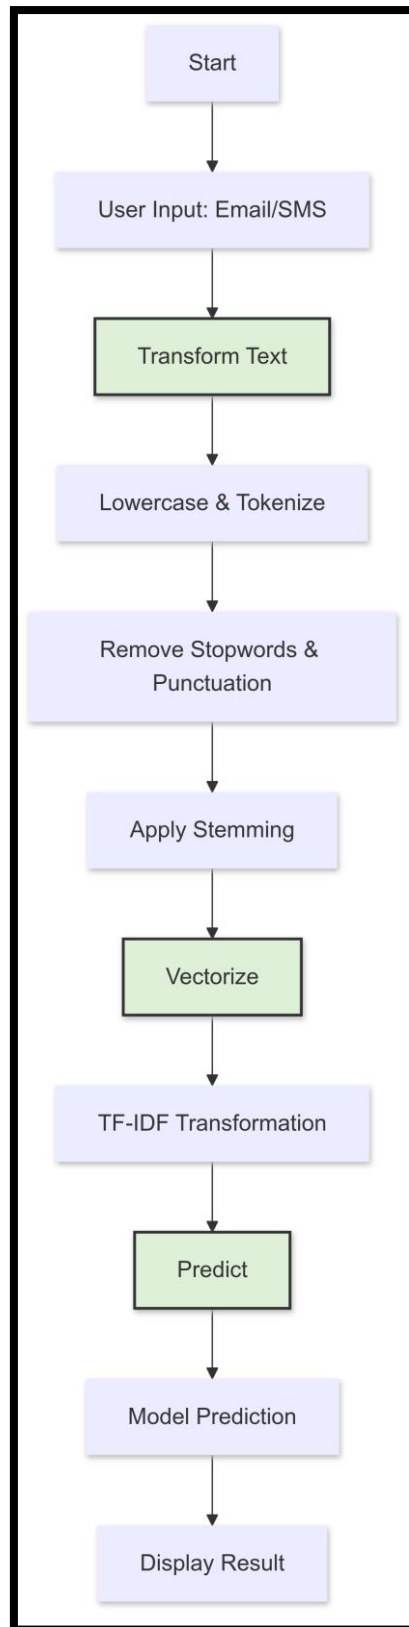 Start
User Input: Email/SMS
Transform Text
Lowercase & Tokenize
Remove Stopwords &
Punctuation
Apply Stemming
Vectorize
TF-IDF Transformation
Predict
Model Prediction
Display Result